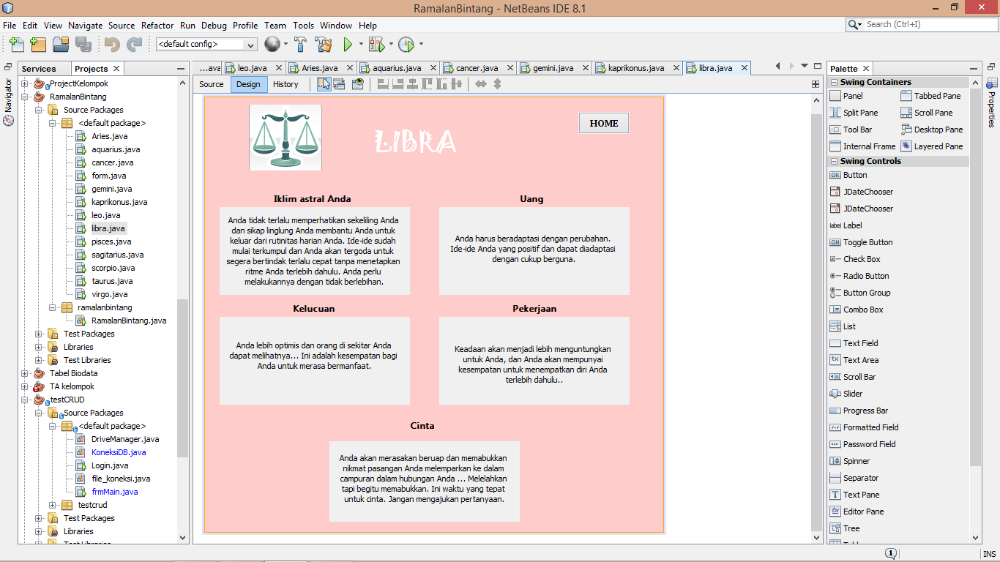 RamalanBintang - NetBeans IDE 8.1
File Edit View Navigate Source Refactor Run Debug Profile Team Tools Window Help
Search (Ctrl+I)
<default config>
Services
Projects
Navigator
ProjectKelompok
RamalanBintang
Source Packages
<default package>
Aries.java
aquarius.java
cancer.java
form.java
gemini.java
kaprikonus.java
leo.java
libra.java
pisces.java
sagitarius.java
scorpio.java
taurus.java
virgo.java
ramalanbintang
RamalanBintang.java
Test Packages
Libraries
Test Libraries
Tabel Biodata
TA kelompok
testCRUD
Source Packages
<default package>
DriveManager.java
KoneksiDB.java
Login.java
file_koneksi.java
frmMain.java
testcrud
Test Packages
Libraries
Test Libraries
...ava leo.java Aries.java aquarius.java cancer.java gemini.java kaprikonus.java libra.java
Source Design History
LIBRA
HOME
Iklim astral Anda
Anda tidak terlalu memperhatikan sekeliling Anda
dan sikap linglung Anda membantu Anda untuk
keluar dari rutinitas harian Anda. Ide-ide sudah
mulai terkumpul dan Anda akan tergoda untuk
segera bertindak terlalu cepat tanpa menetapkan
ritme Anda terlebih dahulu. Anda perlu
melakukannya dengan tidak berlebihan.
Uang
Anda harus beradaptasi dengan perubahan.
Ide-ide Anda yang positif dan dapat diadaptasi
dengan cukup berguna.
Kelucuan
Anda lebih optimis dan orang di sekitar Anda
dapat melihatnya... Ini adalah kesempatan bagi
Anda untuk merasa bermanfaat.
Pekerjaan
Keadaan akan menjadi lebih menguntungkan
untuk Anda, dan Anda akan mempunyai
kesempatan untuk menempatkan diri Anda
terlebih dahulu..
Cinta
Anda akan merasakan beruap dan memabukkan
nikmat pasangan Anda melemparkan ke dalam
campuran dalam hubungan Anda ... Melelahkan
tapi begitu memabukkan. Ini waktu yang tepat
untuk cinta. Jangan mengajukan pertanyaan.
Palette
Swing Containers
Panel Tabbed Pane
Split Pane Scroll Pane
Tool Bar Desktop Pane
Internal Frame Layered Pane
Swing Controls
Button
JDateChooser
JDateChooser
Label
Toggle Button
Check Box
Radio Button
Button Group
Combo Box
List
Text Field
Text Area
Scroll Bar
Slider
Progress Bar
Formatted Field
Password Field
Spinner
Separator
Text Pane
Editor Pane
Tree
Properties
1
INS